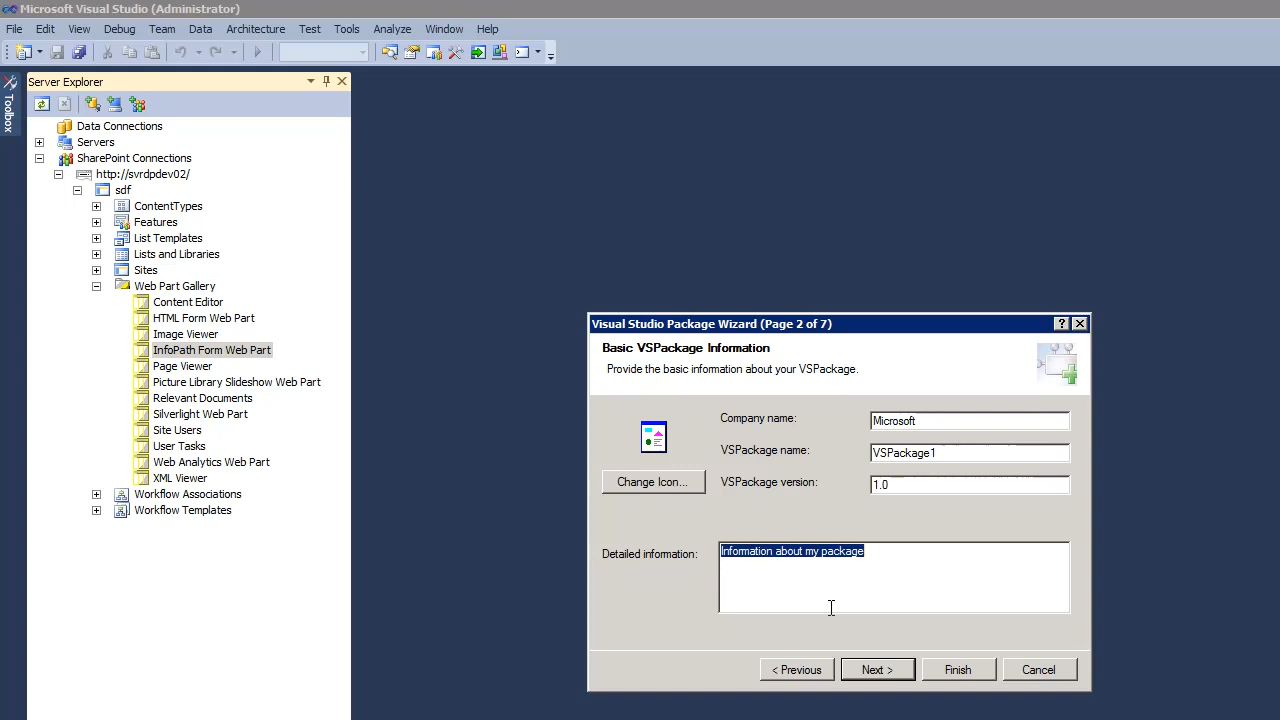 Microsoft Visual Studio (Administrator)
File Edit View Debug Team Data Architecture Test Tools Analyze Window Help
Toolbox
Server Explorer
Data Connections
Servers
SharePoint Connections
http://svrdpdev02/
sdf
ContentTypes
Features
List Templates
Lists and Libraries
Sites
Web Part Gallery
Content Editor
HTML Form Web Part
Image Viewer
InfoPath Form Web Part
Page Viewer
Picture Library Slideshow Web Part
Relevant Documents
Silverlight Web Part
Site Users
User Tasks
Web Analytics Web Part
XML Viewer
Workflow Associations
Workflow Templates
Visual Studio Package Wizard (Page 2 of 7)
Basic VSPackage Information
Provide the basic information about your VSPackage.
Company name: Microsoft
VSPackage name: VSPackage1
Change Icon...
VSPackage version: 1.0
Detailed information: Information about my package
< Previous Next > Finish Cancel